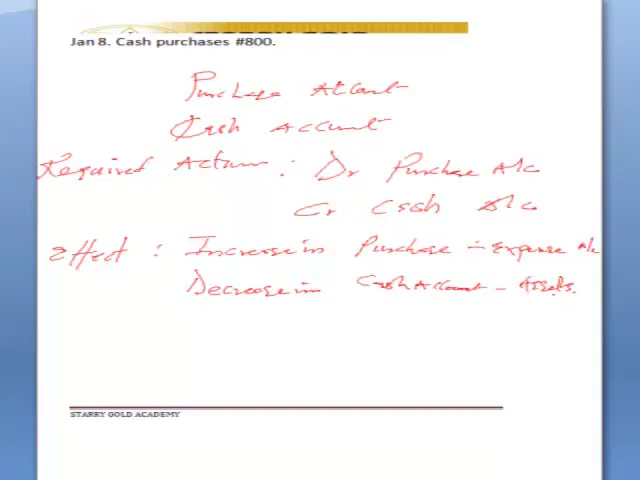 Jan 8. Cash purchases #800.
Purchase Account
Cash Account
Required Action : Dr Purchase A/c
Cr Cash A/c
Effect : Increase in Purchase - Expense A/c
Decrease in Cash Account - Assets.
STARRY GOLD ACADEMY